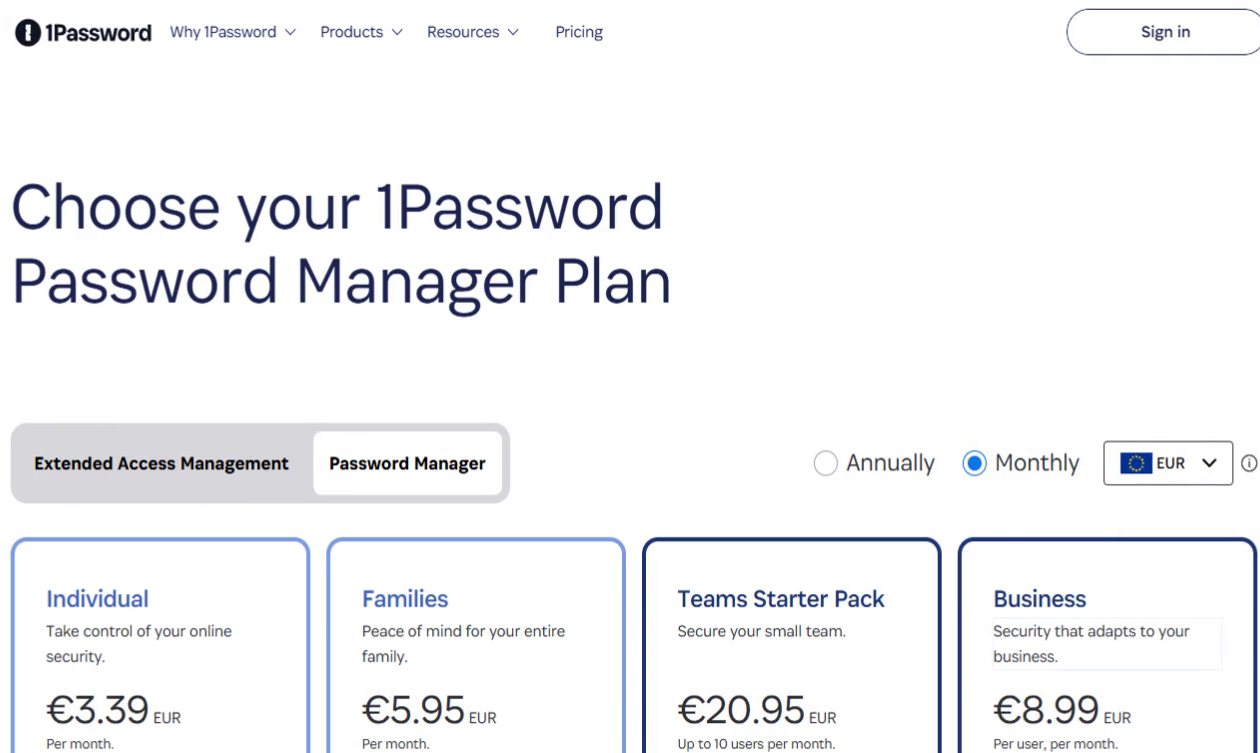 1Password Why 1Password Products Resources Pricing Sign in
Choose your 1Password
Password Manager Plan
Extended Access Management Password Manager Annually Monthly EUR
Individual
Take control of your online
security.
€3.39 EUR
Per month.
Families
Peace of mind for your entire
family.
€5.95 EUR
Per month.
Teams Starter Pack
Secure your small team.
€20.95 EUR
Up to 10 users per month.
Business
Security that adapts to your
business.
€8.99 EUR
Per user, per month.